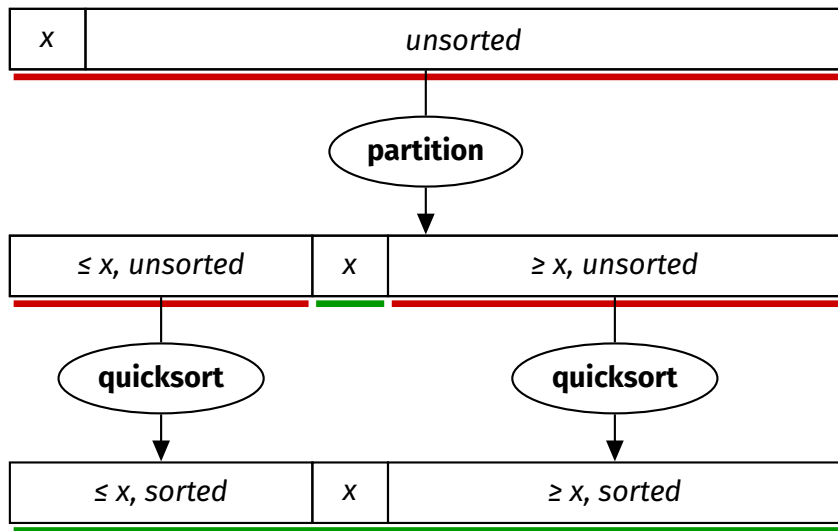 x unsorted
partition
≤ x, unsorted x ≥ x, unsorted
quicksort quicksort
≤ x, sorted x ≥ x, sorted